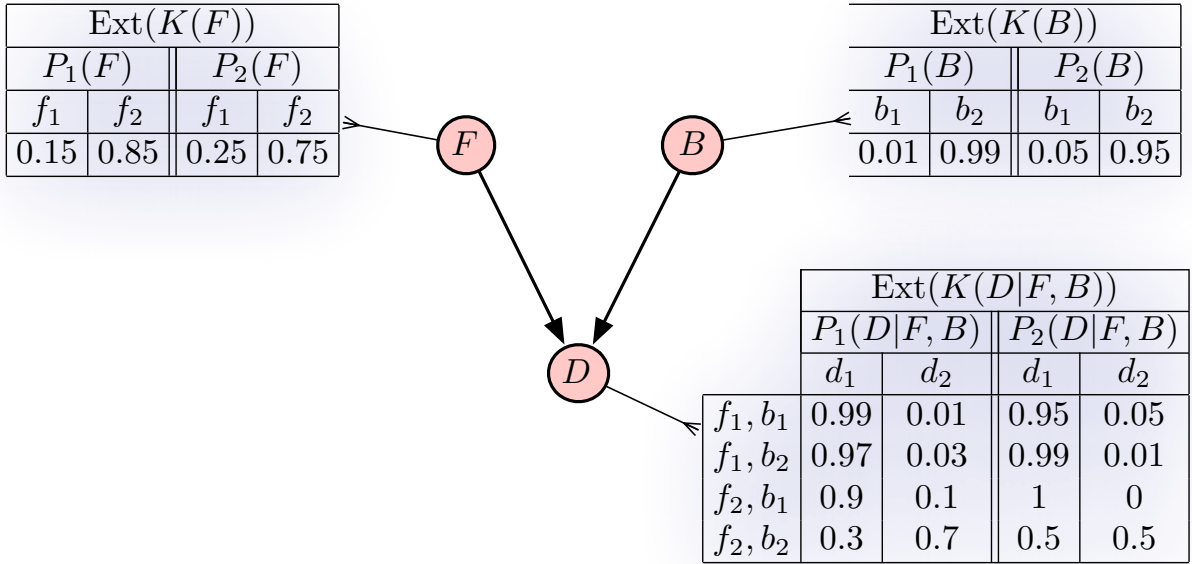 Ext(K(F))
P₁(F) P₂(F)
f₁ f₂ f₁ f₂
0.15 0.85 0.25 0.75
Ext(K(B))
P₁(B) P₂(B)
b₁ b₂ b₁ b₂
0.01 0.99 0.05 0.95
F
B
D
Ext(K(D|F, B))
P₁(D|F, B) P₂(D|F, B)
d₁ d₂ d₁ d₂
f₁, b₁ 0.99 0.01 0.95 0.05
f₁, b₂ 0.97 0.03 0.99 0.01
f₂, b₁ 0.9 0.1 1 0
f₂, b₂ 0.3 0.7 0.5 0.5